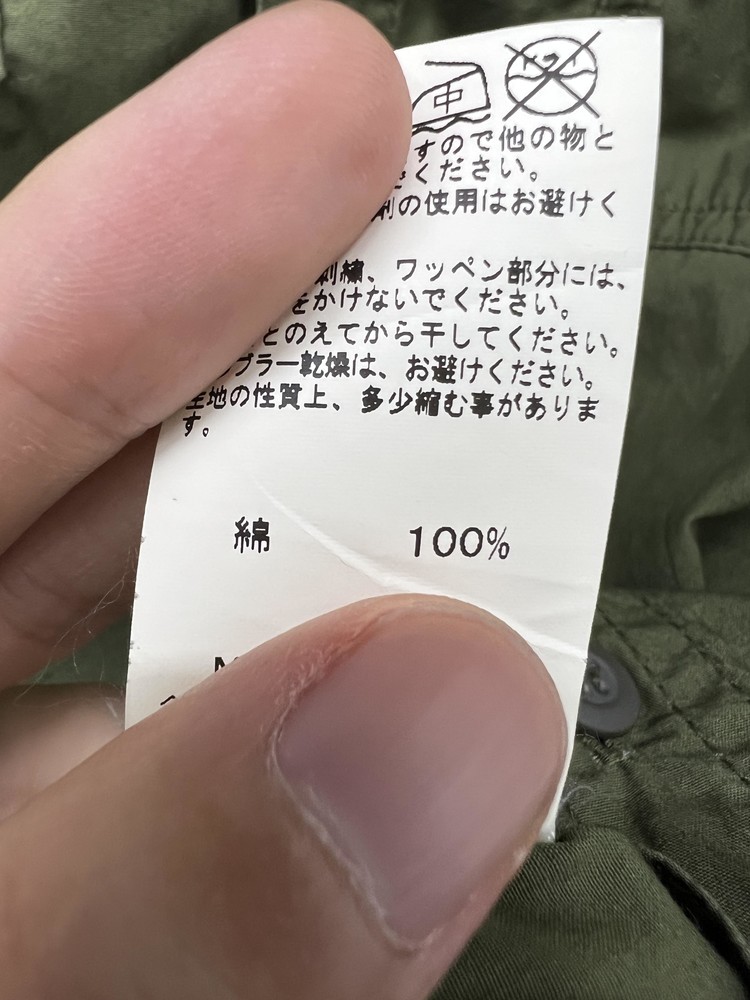 中
すので他の物と
ください。
剤の使用はお避けく
刺繍、ワッペン部分には、
をかけないでください。
とのえてから干してください。
ブラー乾燥は、お避けください。
生地の性質上、多少縮む事がありま
す。
綿 100%
M